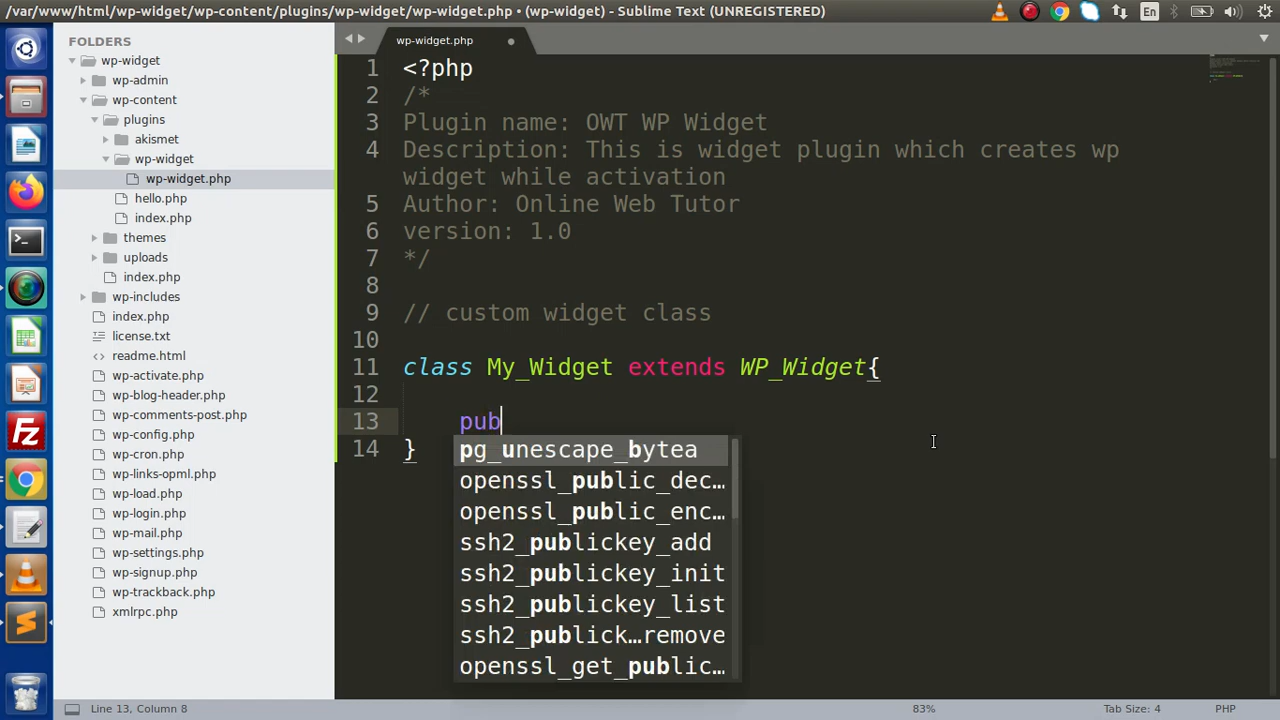 /var/www/html/wp-widget/wp-content/plugins/wp-widget/wp-widget.php • (wp-widget) - Sublime Text (UNREGISTERED)
En
FOLDERS
wp-widget
wp-admin
wp-content
plugins
akismet
wp-widget
wp-widget.php
hello.php
index.php
themes
uploads
index.php
wp-includes
index.php
license.txt
readme.html
wp-activate.php
wp-blog-header.php
wp-comments-post.php
wp-config.php
wp-cron.php
wp-links-opml.php
wp-load.php
wp-login.php
wp-mail.php
wp-settings.php
wp-signup.php
wp-trackback.php
xmlrpc.php
wp-widget.php
1 <?php
2 /*
3 Plugin name: OWT WP Widget
4 Description: This is widget plugin which creates wp
widget while activation
5 Author: Online Web Tutor
6 version: 1.0
7 */
8
9 // custom widget class
10
11 class My_Widget extends WP_Widget{
12
13 pub
14 }
pg_unescape_bytea
openssl_public_dec…
openssl_public_enc…
ssh2_publickey_add
ssh2_publickey_init
ssh2_publickey_list
ssh2_publick…remove
openssl_get_public…
Line 13, Column 8
83%
Tab Size: 4
PHP